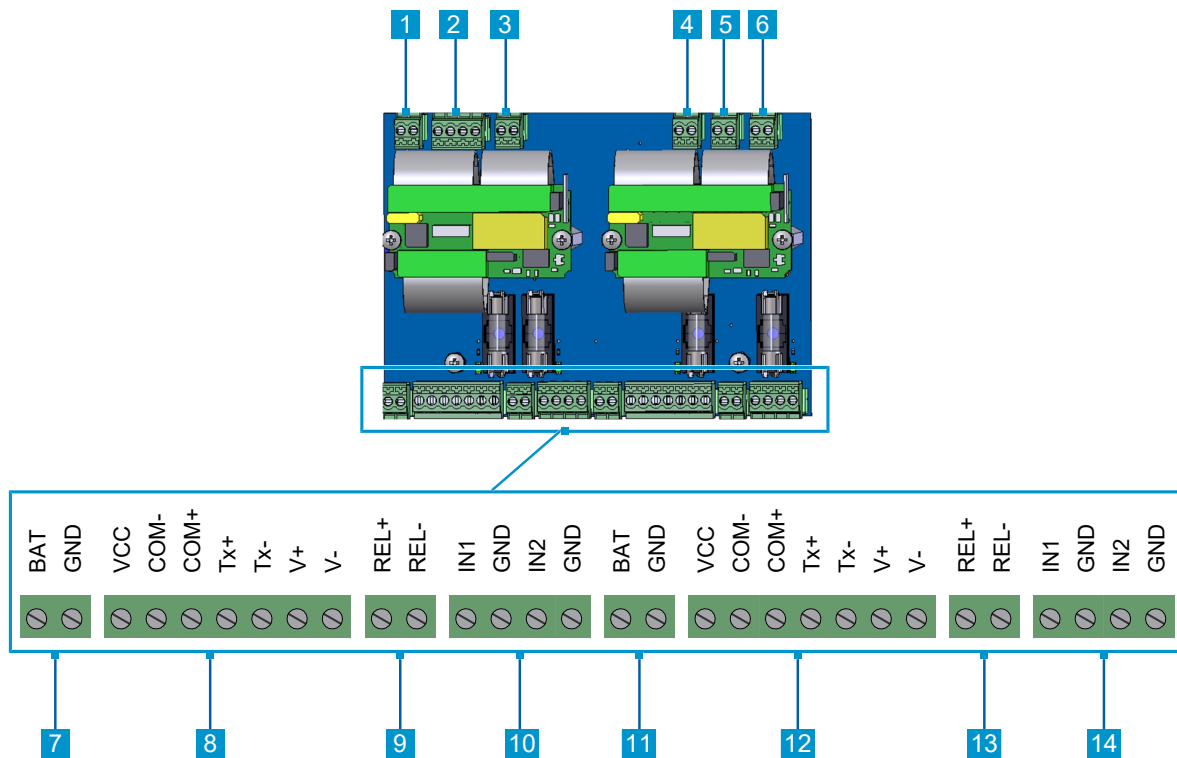 1 2 3 4 5 6
BAT GND VCC COM- COM+ Tx+ Tx- V+ V- REL+ REL- IN1 GND IN2 GND BAT GND VCC COM- COM+ Tx+ Tx- V+ V- REL+ REL- IN1 GND IN2 GND
7 8 9 10 11 12 13 14